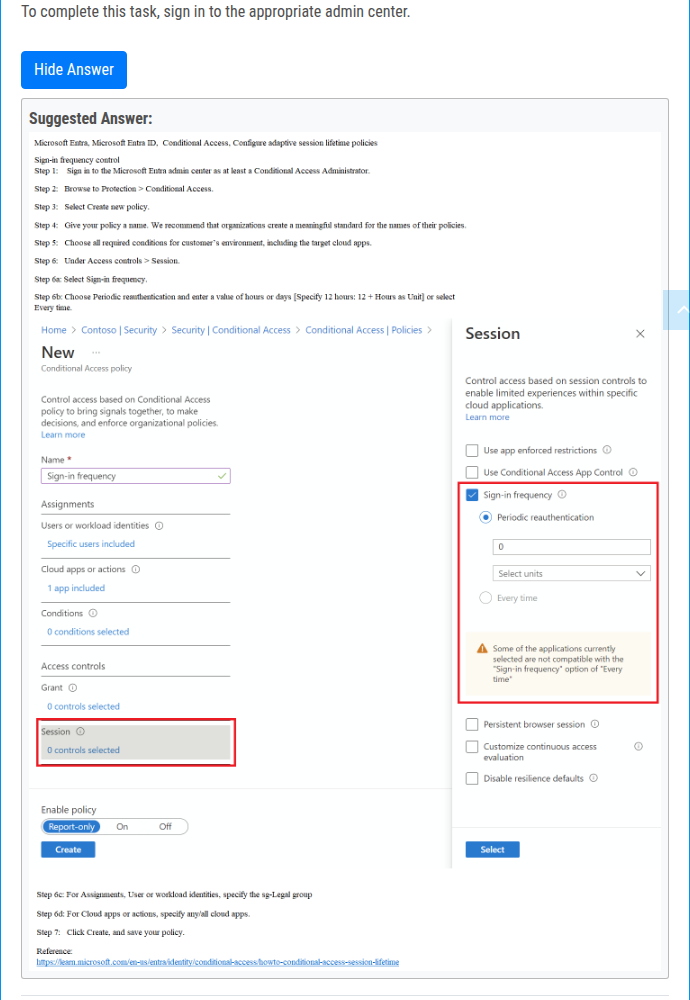 To complete this task, sign in to the appropriate admin center.
Hide Answer
Suggested Answer:
Microsoft Entra, Microsoft Entra ID, Conditional Access, Configure adaptive session lifetime policies
Sign-in frequency control
Step 1: Sign in to the Microsoft Entra admin center as at least a Conditional Access Administrator.
Step 2: Browse to Protection > Conditional Access.
Step 3: Select Create new policy.
Step 4: Give your policy a name. We recommend that organizations create a meaningful standard for the names of their policies.
Step 5: Choose all required conditions for customer's environment, including the target cloud apps.
Step 6: Under Access controls > Session.
Step 6a: Select Sign-in frequency.
Step 6b: Choose Periodic reauthentication and enter a value of hours or days [Specify 12 hours: 12 + Hours as Unit] or select
Every time.
Home > Contoso | Security > Security | Conditional Access > Conditional Access | Policies >
New ...
Conditional Access policy
Control access based on Conditional Access
policy to bring signals together, to make
decisions, and enforce organizational policies.
Learn more
Name *
Sign-in frequency
Assignments
Users or workload identities
Specific users included
Cloud apps or actions
1 app included
Conditions
0 conditions selected
Access controls
Grant
0 controls selected
Session
0 controls selected
Enable policy
Report-only On Off
Create
Session
Control access based on session controls to
enable limited experiences within specific
cloud applications.
Learn more
Use app enforced restrictions
Use Conditional Access App Control
Sign-in frequency
Periodic reauthentication
0
Select units
Every time
Some of the applications currently
selected are not compatible with the
"Sign-in frequency" option of "Every
time"
Persistent browser session
Customize continuous access
evaluation
Disable resilience defaults
Select
Step 6c: For Assignments, User or workload identities, specify the sg-Legal group
Step 6d: For Cloud apps or actions, specify any/all cloud apps.
Step 7: Click Create, and save your policy.
Reference:
https://learn.microsoft.com/en-us/entra/identity/conditional-access/howto-conditional-access-session-lifetime